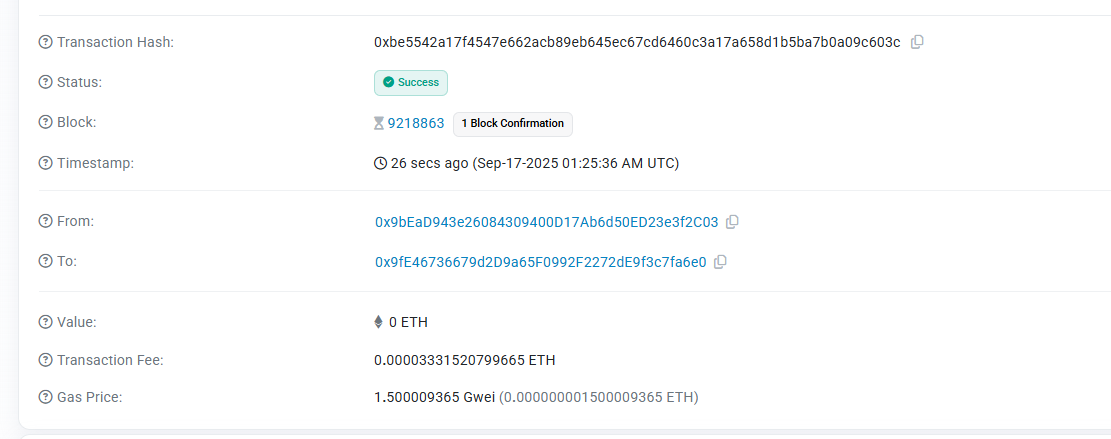 Transaction Hash: 0xbe5542a17f4547e662acb89eb645ec67cd6460c3a17a658d1b5ba7b0a09c603c
Status: Success
Block: 9218863 1 Block Confirmation
Timestamp: 26 secs ago (Sep-17-2025 01:25:36 AM UTC)
From: 0x9bEaD943e26084309400D17Ab6d50ED23e3f2C03
To: 0x9fE46736679d2D9a65F0992F2272dE9f3c7fa6e0
Value: 0 ETH
Transaction Fee: 0.00003331520799665 ETH
Gas Price: 1.500009365 Gwei (0.000000001500009365 ETH)